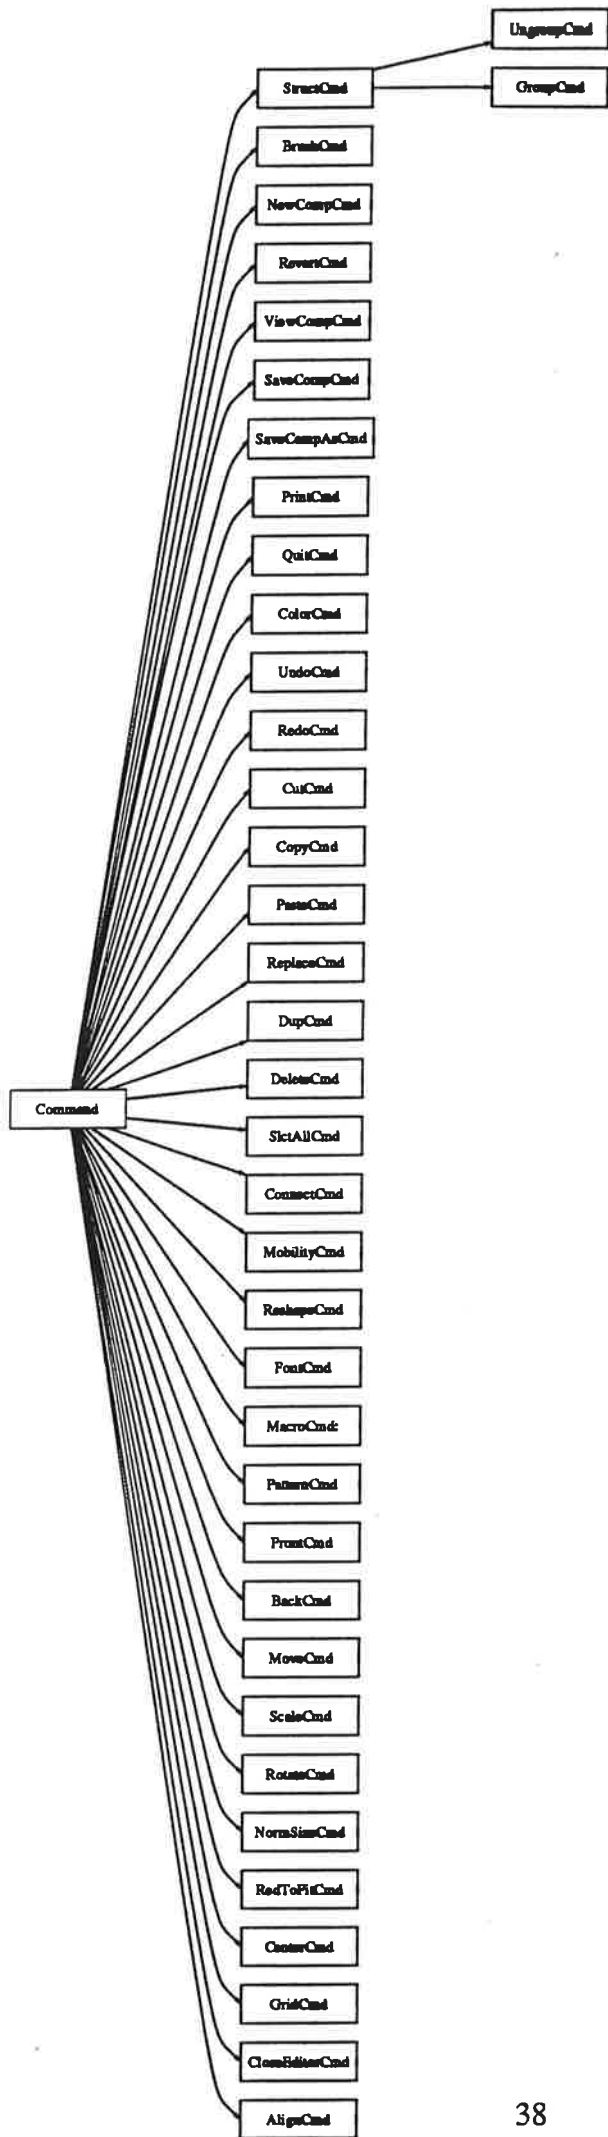 UngroupCmd
StructCmd
GroupCmd
BrushCmd
NewCompCmd
RevertCmd
ViewCompCmd
SaveCompCmd
SaveCompAsCmd
PrintCmd
QuitCmd
ColorCmd
UndoCmd
RedoCmd
CutCmd
CopyCmd
PasteCmd
ReplaceCmd
DupCmd
DeleteCmd
Command
SlctAllCmd
ConnectCmd
MobilityCmd
ReshapeCmd
FontCmd
MacroCmd:
PatternCmd
FrontCmd
BackCmd
MoveCmd
ScaleCmd
RotateCmd
NormSizeCmd
RedToFitCmd
CenterCmd
GridCmd
CloseEditorCmd
AlignCmd
38